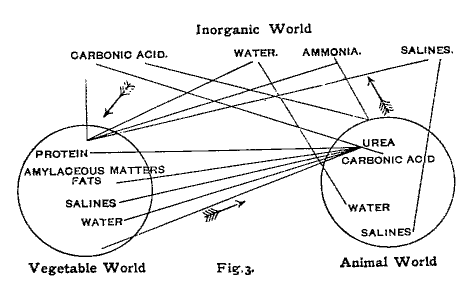 Inorganic World
CARBONIC ACID. WATER. AMMONIA. SALINES.
PROTEIN
AMYLACEOUS MATTERS
FATS
SALINES
WATER
UREA
CARBONIC ACID
WATER
SALINES
Vegetable World Fig. 3. Animal World